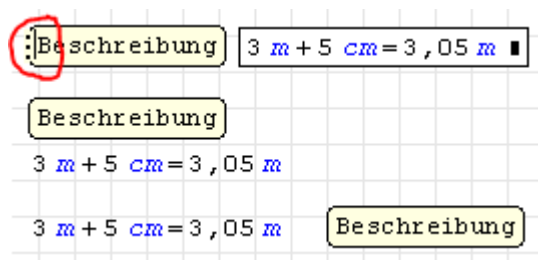 Beschreibung 3 m+5 cm=3,05 m
Beschreibung
3 m+5 cm=3,05 m
3 m+5 cm=3,05 m Beschreibung